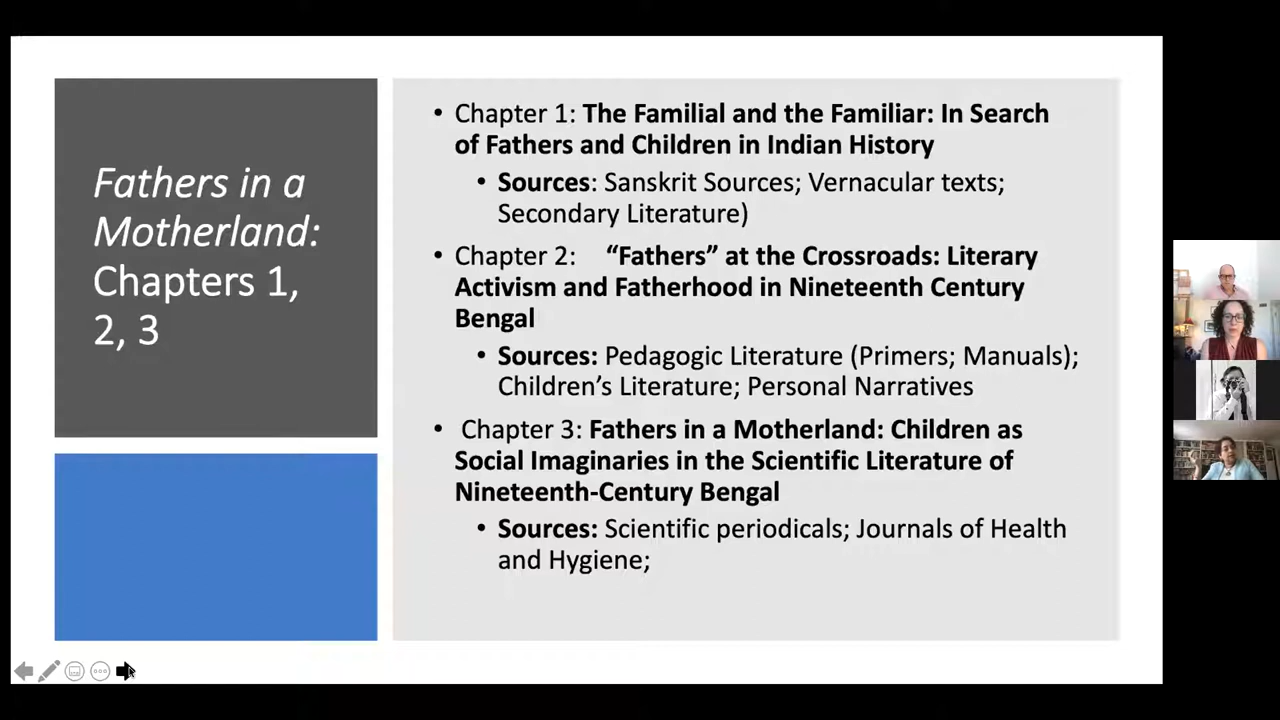 Fathers in a
Motherland:
Chapters 1,
2, 3
• Chapter 1: The Familial and the Familiar: In Search
of Fathers and Children in Indian History
• Sources: Sanskrit Sources; Vernacular texts;
Secondary Literature)
• Chapter 2: “Fathers” at the Crossroads: Literary
Activism and Fatherhood in Nineteenth Century
Bengal
• Sources: Pedagogic Literature (Primers; Manuals);
Children’s Literature; Personal Narratives
• Chapter 3: Fathers in a Motherland: Children as
Social Imaginaries in the Scientific Literature of
Nineteenth-Century Bengal
• Sources: Scientific periodicals; Journals of Health
and Hygiene;